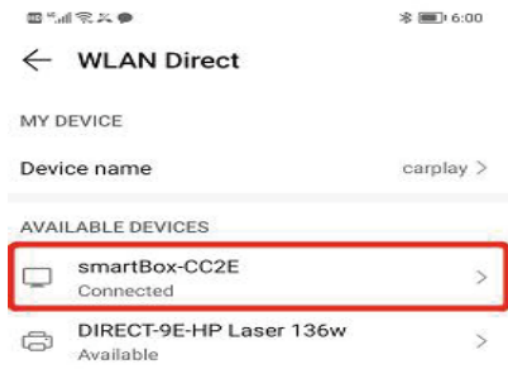 HD 6:00
← WLAN Direct
MY DEVICE
Device name carplay >
AVAILABLE DEVICES
smartBox-CC2E >
Connected
DIRECT-9E-HP Laser 136w >
Available